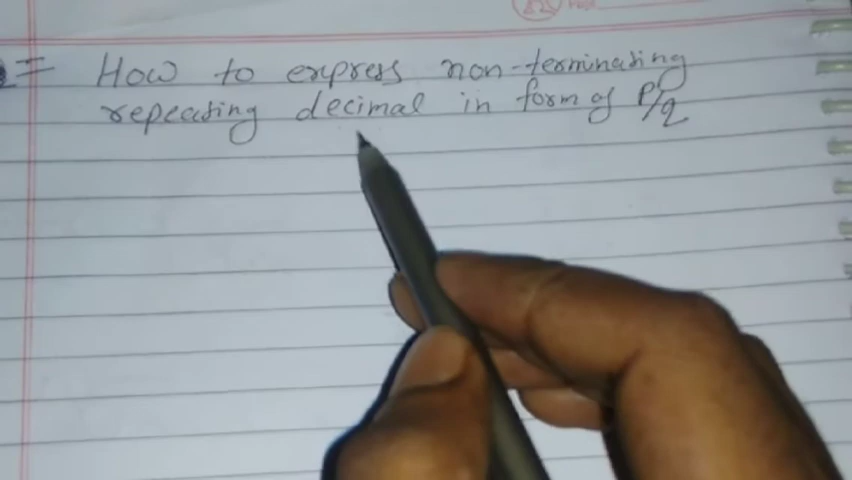 How to express non-terminating
repeating decimal in form of P/q